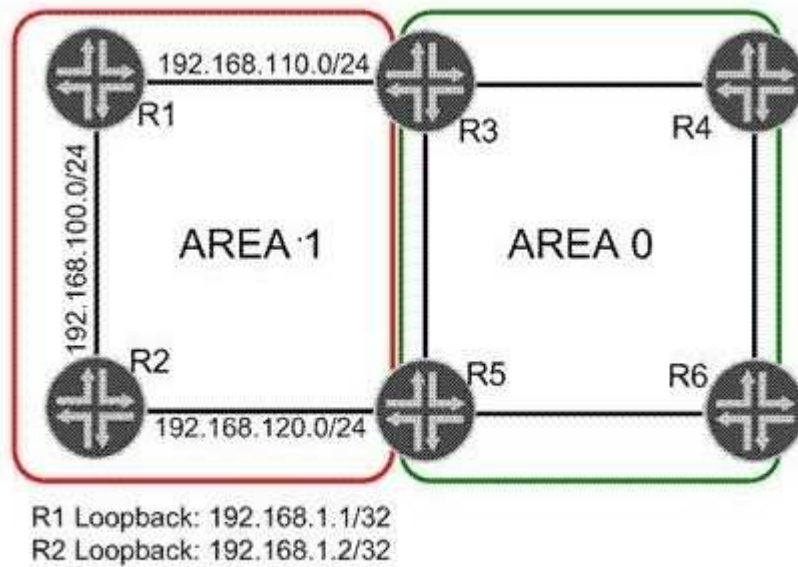 192.168.110.0/24
R1
R3
R4
192.168.100.0/24
AREA 1
AREA 0
R2
R5
R6
192.168.120.0/24
R1 Loopback: 192.168.1.1/32
R2 Loopback: 192.168.1.2/32